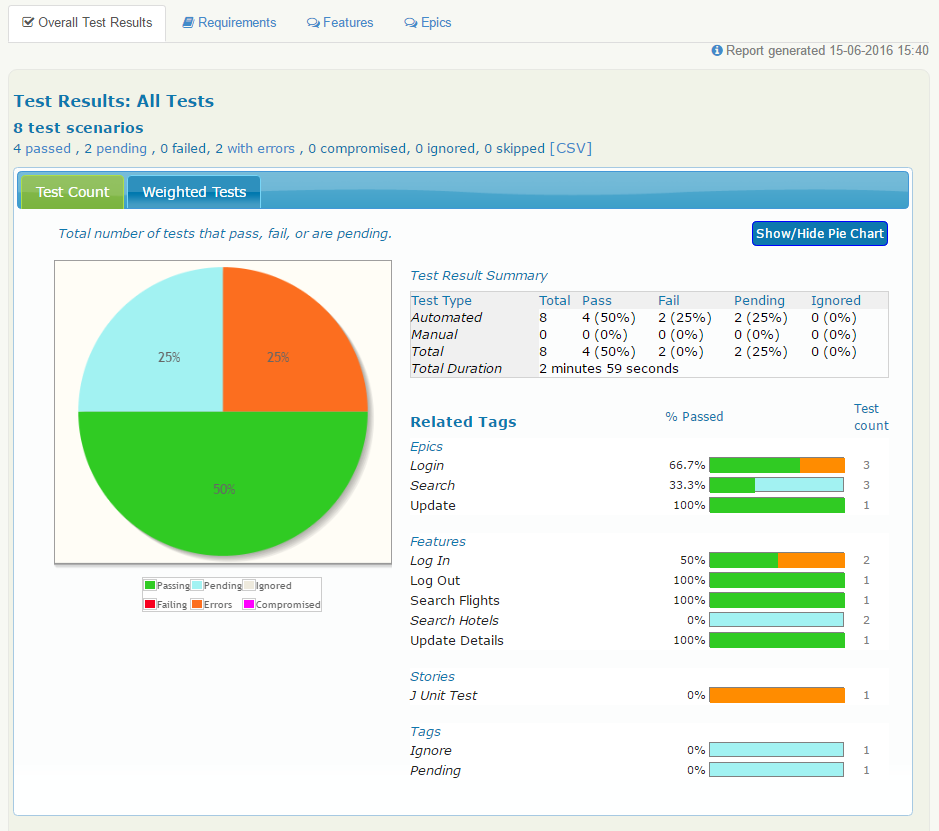 Overall Test Results Requirements Features Epics
Report generated 15-06-2016 15:40
Test Results: All Tests
8 test scenarios
4 passed , 2 pending , 0 failed, 2 with errors , 0 compromised, 0 ignored, 0 skipped [CSV]
Test Count Weighted Tests
Total number of tests that pass, fail, or are pending.
Show/Hide Pie Chart
25% 25%
50%
Passing Pending Ignored
Failing Errors Compromised
Test Result Summary
Test Type Total Pass Fail Pending Ignored
Automated 8 4 (50%) 2 (25%) 2 (25%) 0 (0%)
Manual 0 0 (0%) 0 (0%) 0 (0%) 0 (0%)
Total 8 4 (50%) 2 (0%) 2 (25%) 0 (0%)
Total Duration 2 minutes 59 seconds
Related Tags % Passed Test count
Epics
Login 66.7% 3
Search 33.3% 3
Update 100% 1
Features
Log In 50% 2
Log Out 100% 1
Search Flights 100% 1
Search Hotels 0% 2
Update Details 100% 1
Stories
J Unit Test 0% 1
Tags
Ignore 0% 1
Pending 0% 1